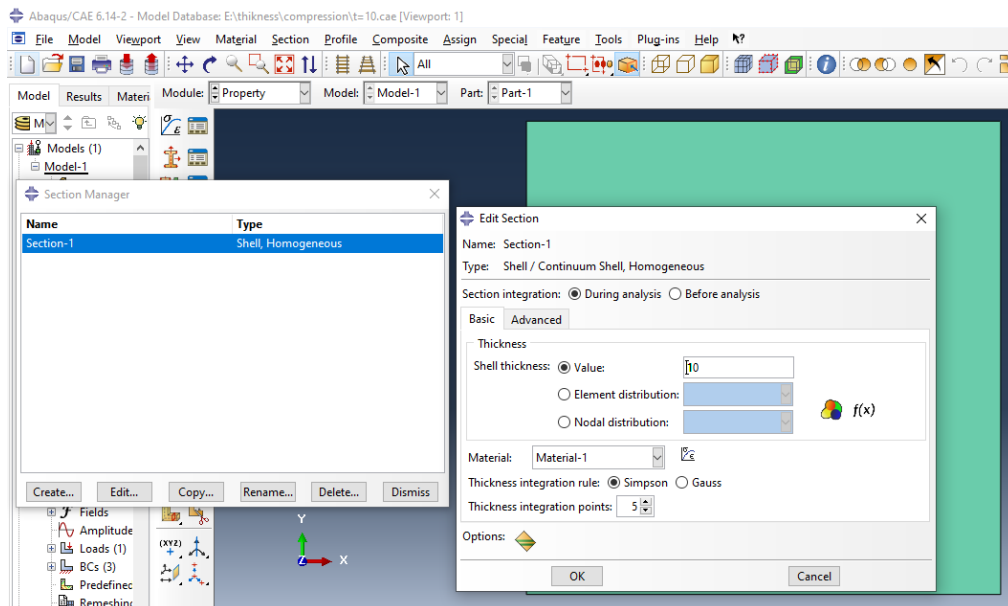 Abaqus/CAE 6.14-2 - Model Database: E:\thikness\compression\t=10.cae [Viewport: 1]
File Model Viewport View Material Section Profile Composite Assign Special Feature Tools Plug-ins Help
All
Model Results Materi Module: Property Model: Model-1 Part: Part-1
M
Models (1)
Model-1
Section Manager
Name Type
Section-1 Shell, Homogeneous
Create... Edit... Copy... Rename... Delete... Dismiss
Edit Section
Name: Section-1
Type: Shell / Continuum Shell, Homogeneous
Section integration: During analysis Before analysis
Basic Advanced
Thickness
Shell thickness: Value: 10
Element distribution:
Nodal distribution:
f(x)
Material: Material-1
Thickness integration rule: Simpson Gauss
Thickness integration points: 5
Options:
OK Cancel
Fields
Amplitude
Loads (1)
BCs (3)
Predefined
Remeshing
(XYZ)
Y
Z X